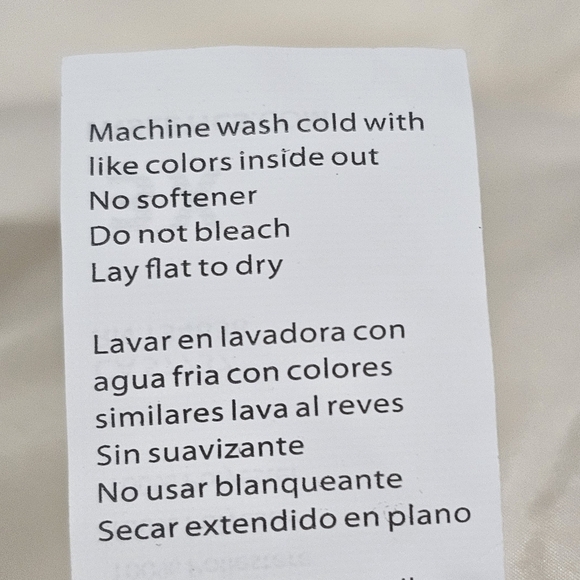 Machine wash cold with
like colors inside out
No softener
Do not bleach
Lay flat to dry
Lavar en lavadora con
agua fria con colores
similares lava al reves
Sin suavizante
No usar blanqueante
Secar extendido en plano